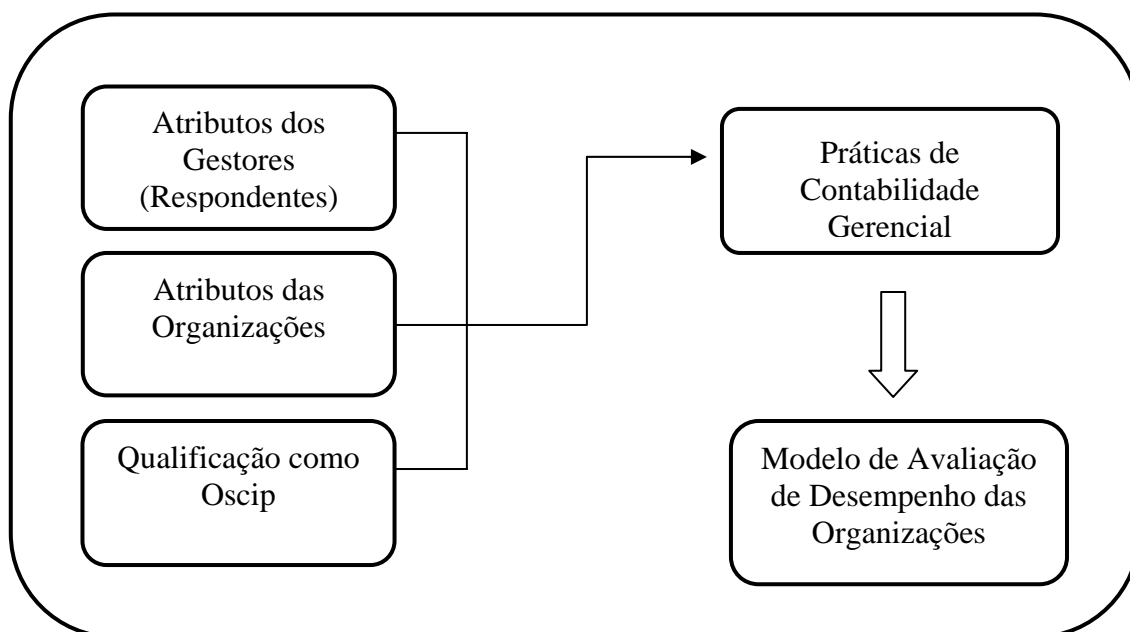 Atributos dos
Gestores
(Respondentes)
Atributos das
Organizações
Qualificação como
Oscip
Práticas de
Contabilidade
Gerencial
Modelo de Avaliação
de Desempenho das
Organizações